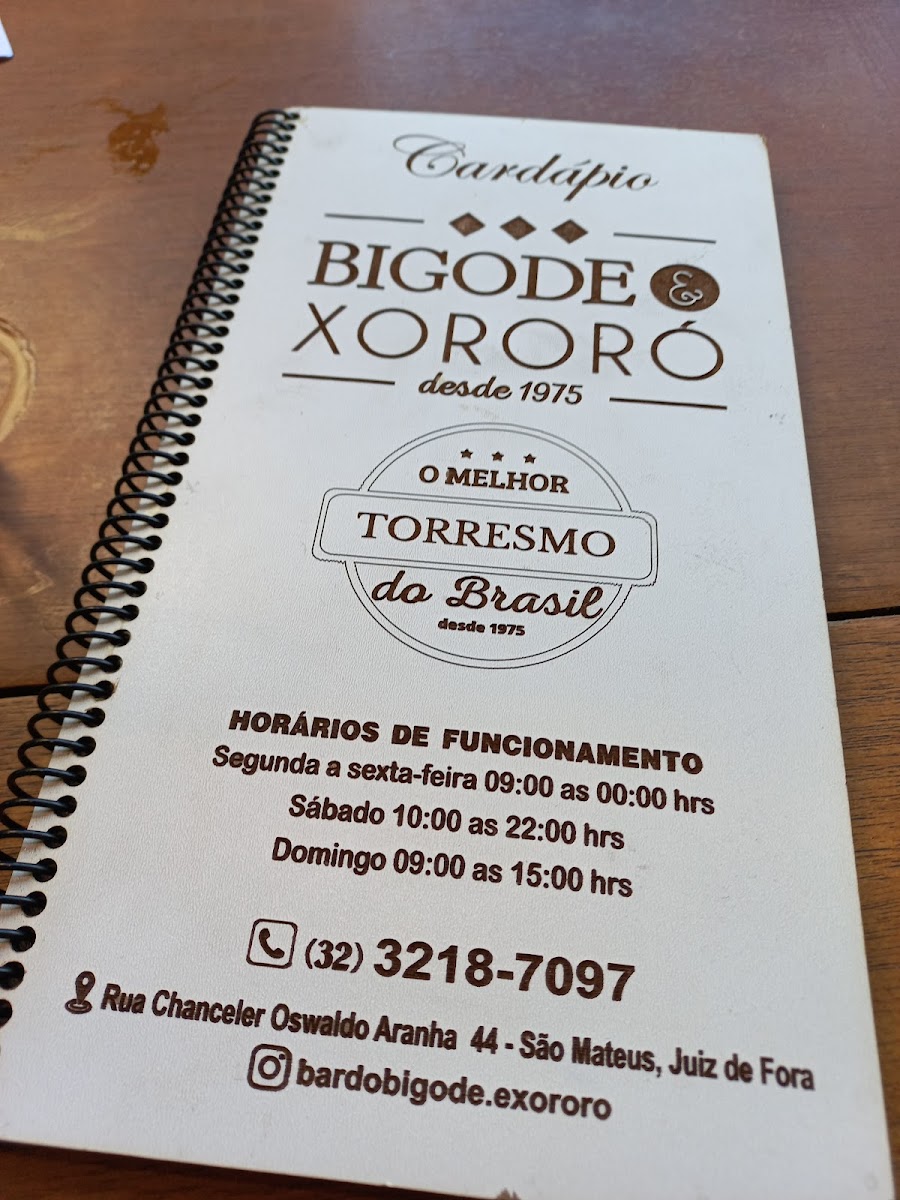 Cardápio
BIGODE &
XORORÓ
desde 1975
O MELHOR
TORRESMO
do Brasil
desde 1975
HORÁRIOS DE FUNCIONAMENTO
Segunda a sexta-feira 09:00 as 00:00 hrs
Sábado 10:00 as 22:00 hrs
Domingo 09:00 as 15:00 hrs
(32) 3218-7097
Rua Chanceler Oswaldo Aranha 44 - São Mateus, Juiz de Fora
bardobigode.exororo